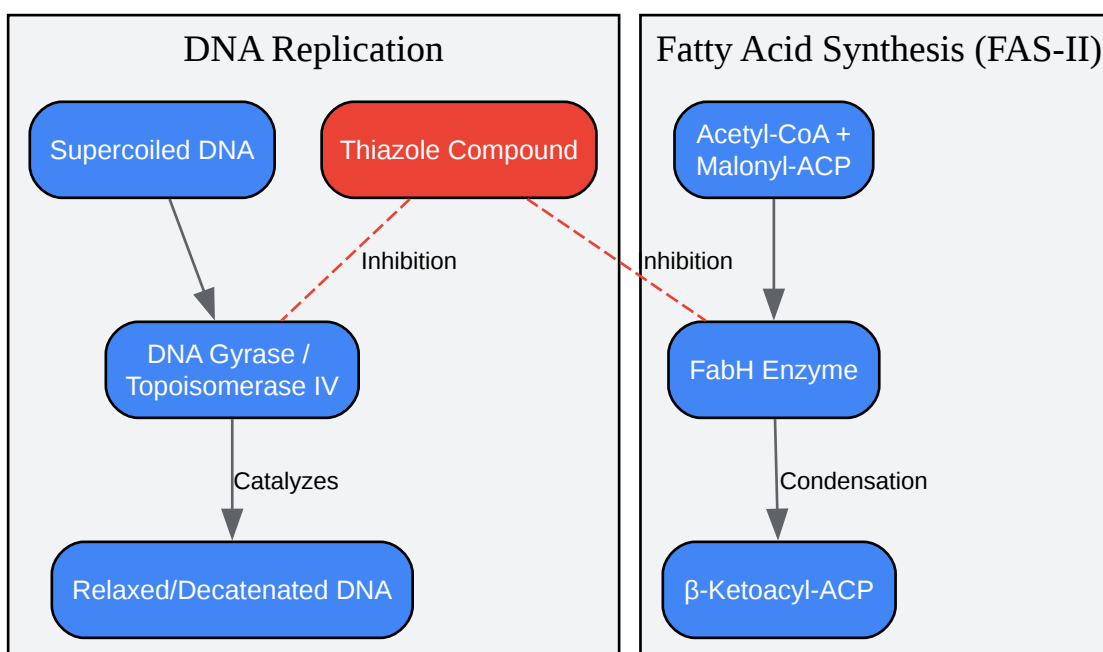 DNA Replication
Fatty Acid Synthesis (FAS-II)
Supercoiled DNA
Thiazole Compound
Acetyl-CoA +
Malonyl-ACP
Inhibition
nhibition
DNA Gyrase /
Topoisomerase IV
FabH Enzyme
Catalyzes
Condensation
Relaxed/Decatenated DNA
β-Ketoacyl-ACP